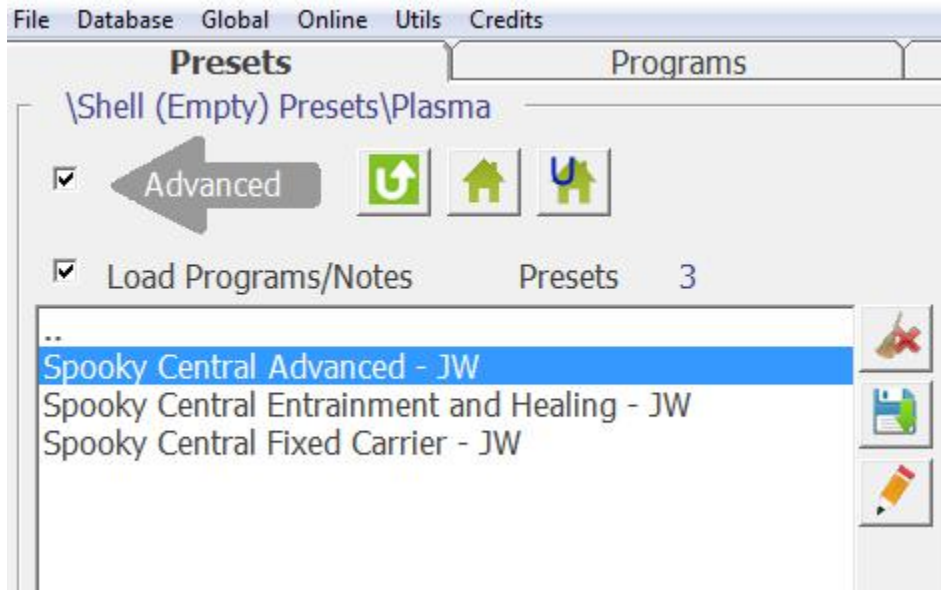 File Database Global Online Utils Credits
Presets Programs
\Shell (Empty) Presets\Plasma
Advanced
Load Programs/Notes Presets 3
..
Spooky Central Advanced - JW
Spooky Central Entrainment and Healing - JW
Spooky Central Fixed Carrier - JW